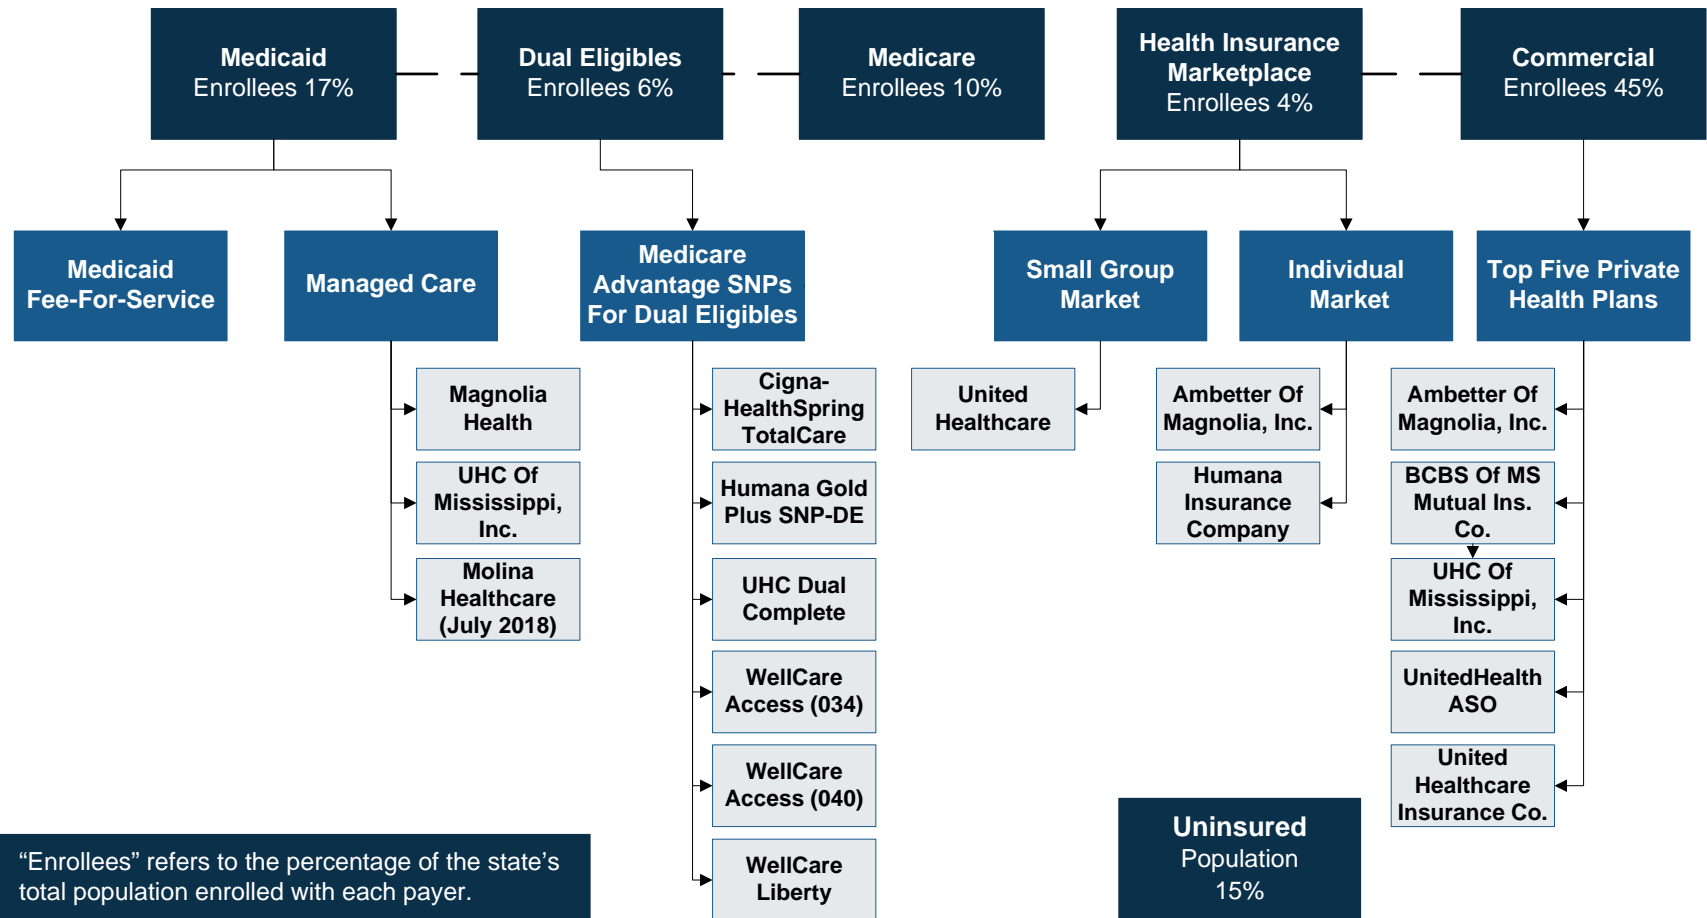 Medicaid
Enrollees 17%
Dual Eligibles
Enrollees 6%
Medicare
Enrollees 10%
Health Insurance
Marketplace
Enrollees 4%
Commercial
Enrollees 45%
Medicaid
Fee-For-Service
Managed Care
Medicare
Advantage SNPs
For Dual Eligibles
Small Group
Market
Individual
Market
Top Five Private
Health Plans
Magnolia
Health
UHC Of
Mississippi,
Inc.
Molina
Healthcare
(July 2018)
Cigna-
HealthSpring
TotalCare
Humana Gold
Plus SNP-DE
UHC Dual
Complete
WellCare
Access (034)
WellCare
Access (040)
WellCare
Liberty
United
Healthcare
Ambetter Of
Magnolia, Inc.
Humana
Insurance
Company
Ambetter Of
Magnolia, Inc.
BCBS Of MS
Mutual Ins.
Co.
UHC Of
Mississippi,
Inc.
UnitedHealth
ASO
United
Healthcare
Insurance Co.
“Enrollees” refers to the percentage of the state’s
total population enrolled with each payer.
Uninsured
Population
15%